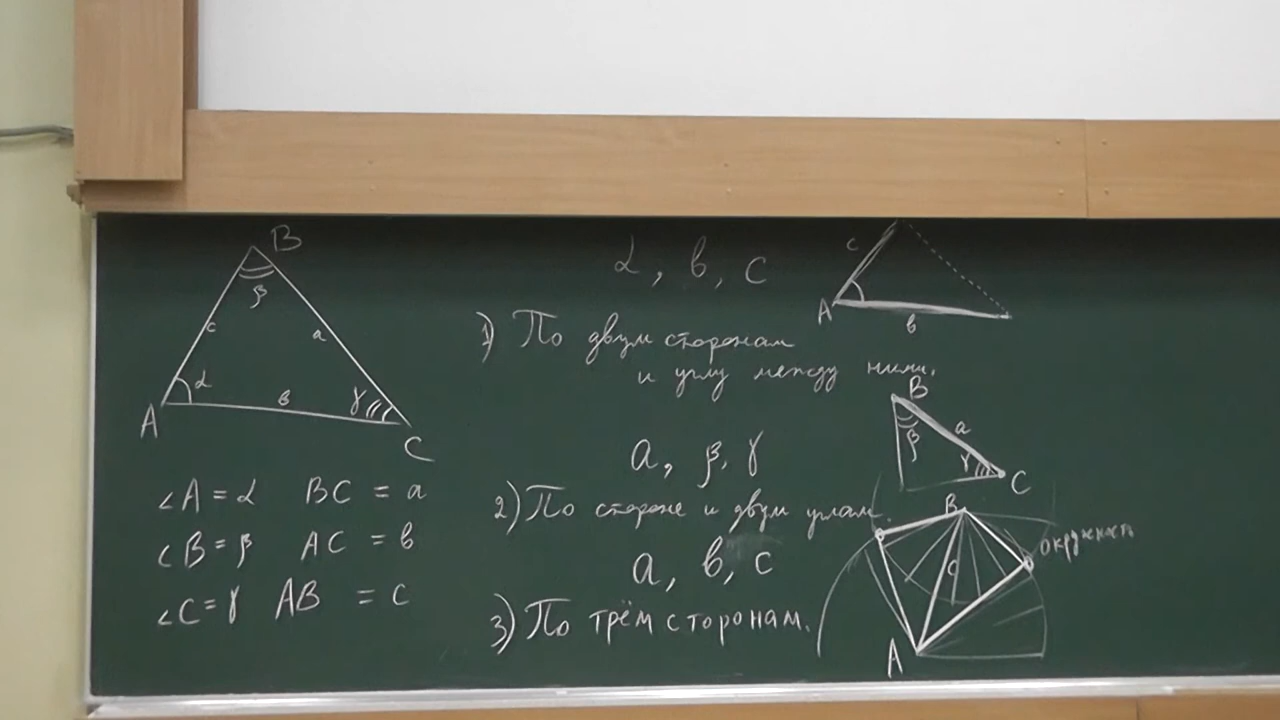 B
β
c
a
α
в
γ
A
C
∠A = α BC = a
∠B = β AC = в
∠C = γ AB = c
α, в, c
c
A
в
1) По двум сторонам
и углу между ними.
B
a
β
γ
C
a, β, γ
2) По стороне и двум углам.
B
окружность
c
A
a, в, c
3) По трём сторонам.